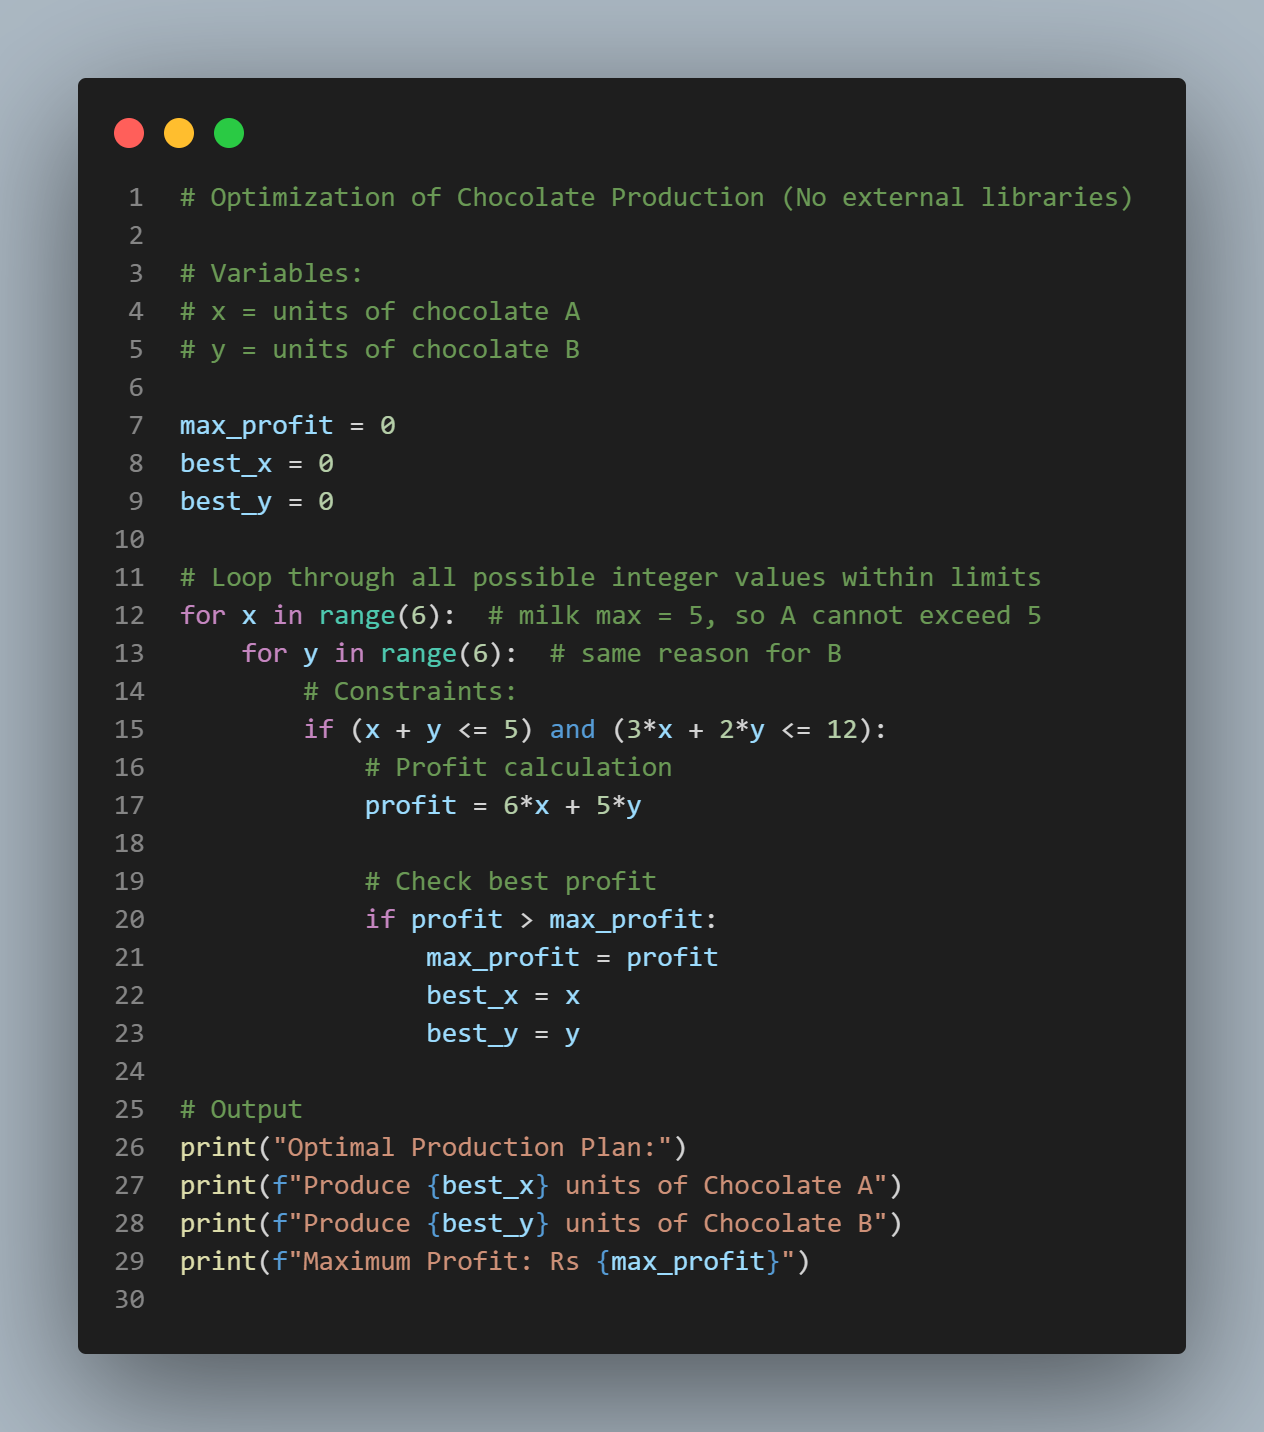 1 # Optimization of Chocolate Production (No external libraries)
2
3 # Variables:
4 # x = units of chocolate A
5 # y = units of chocolate B
6
7 max_profit = 0
8 best_x = 0
9 best_y = 0
10
11 # Loop through all possible integer values within limits
12 for x in range(6):  # milk max = 5, so A cannot exceed 5
13     for y in range(6):  # same reason for B
14         # Constraints:
15         if (x + y <= 5) and (3*x + 2*y <= 12):
16             # Profit calculation
17             profit = 6*x + 5*y
18
19             # Check best profit
20             if profit > max_profit:
21                 max_profit = profit
22                 best_x = x
23                 best_y = y
24
25 # Output
26 print("Optimal Production Plan:")
27 print(f"Produce {best_x} units of Chocolate A")
28 print(f"Produce {best_y} units of Chocolate B")
29 print(f"Maximum Profit: Rs {max_profit}")
30